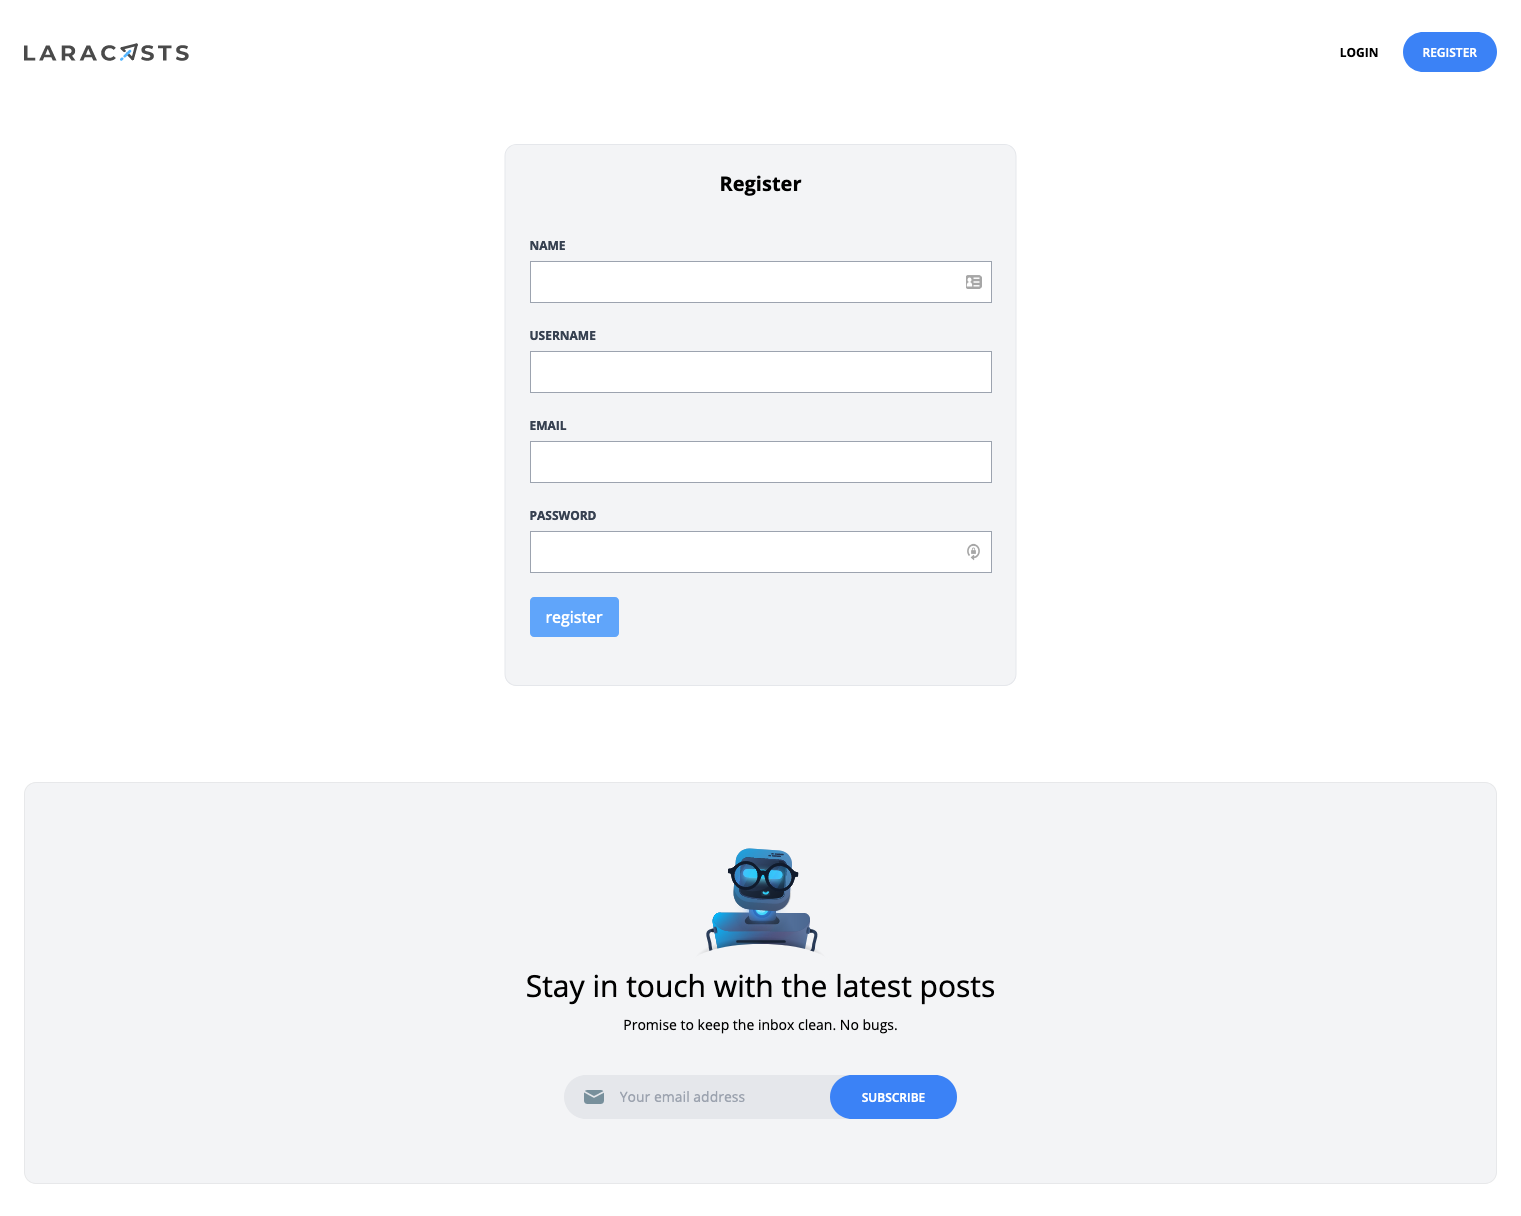 LARACASTS
LOGIN
REGISTER
Register
NAME
USERNAME
EMAIL
PASSWORD
register
Stay in touch with the latest posts
Promise to keep the inbox clean. No bugs.
Your email address
SUBSCRIBE